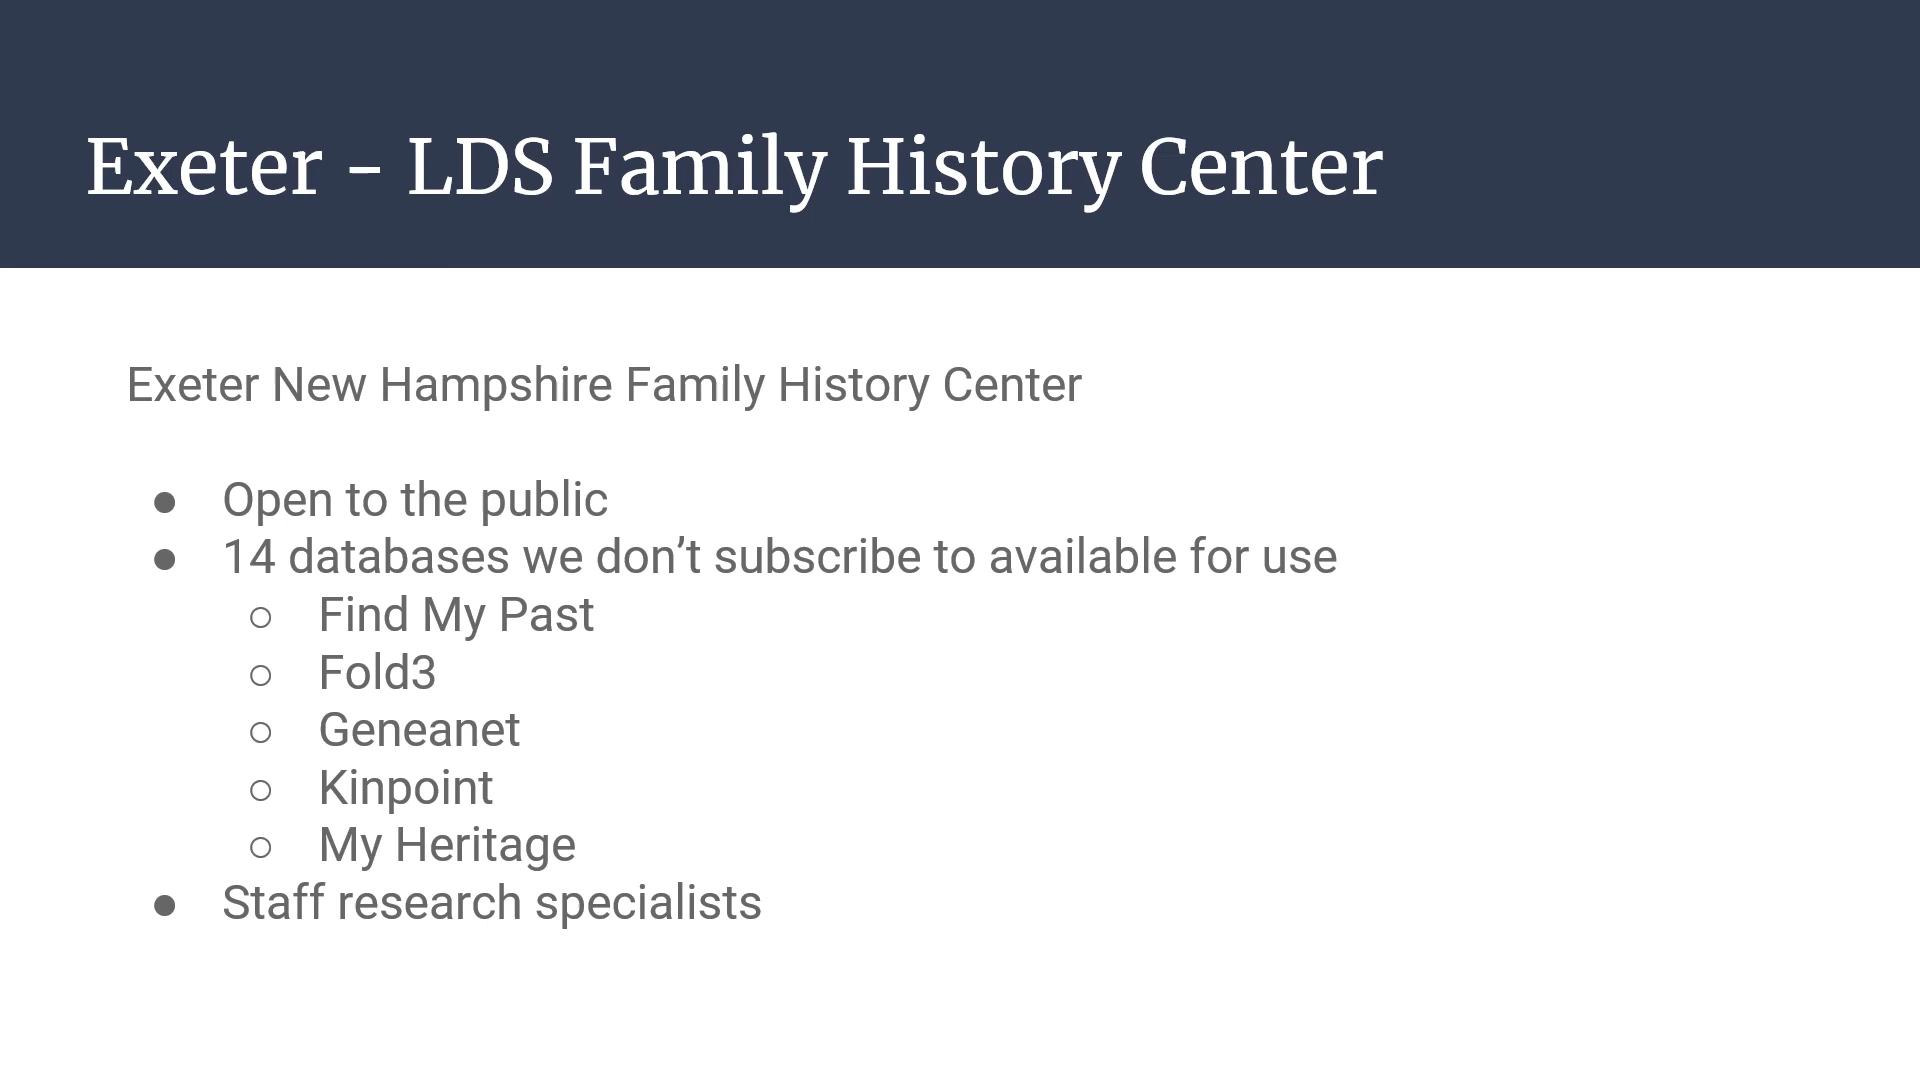 Exeter - LDS Family History Center
Exeter New Hampshire Family History Center
● Open to the public
● 14 databases we don’t subscribe to available for use
○ Find My Past
○ Fold3
○ Geneanet
○ Kinpoint
○ My Heritage
● Staff research specialists